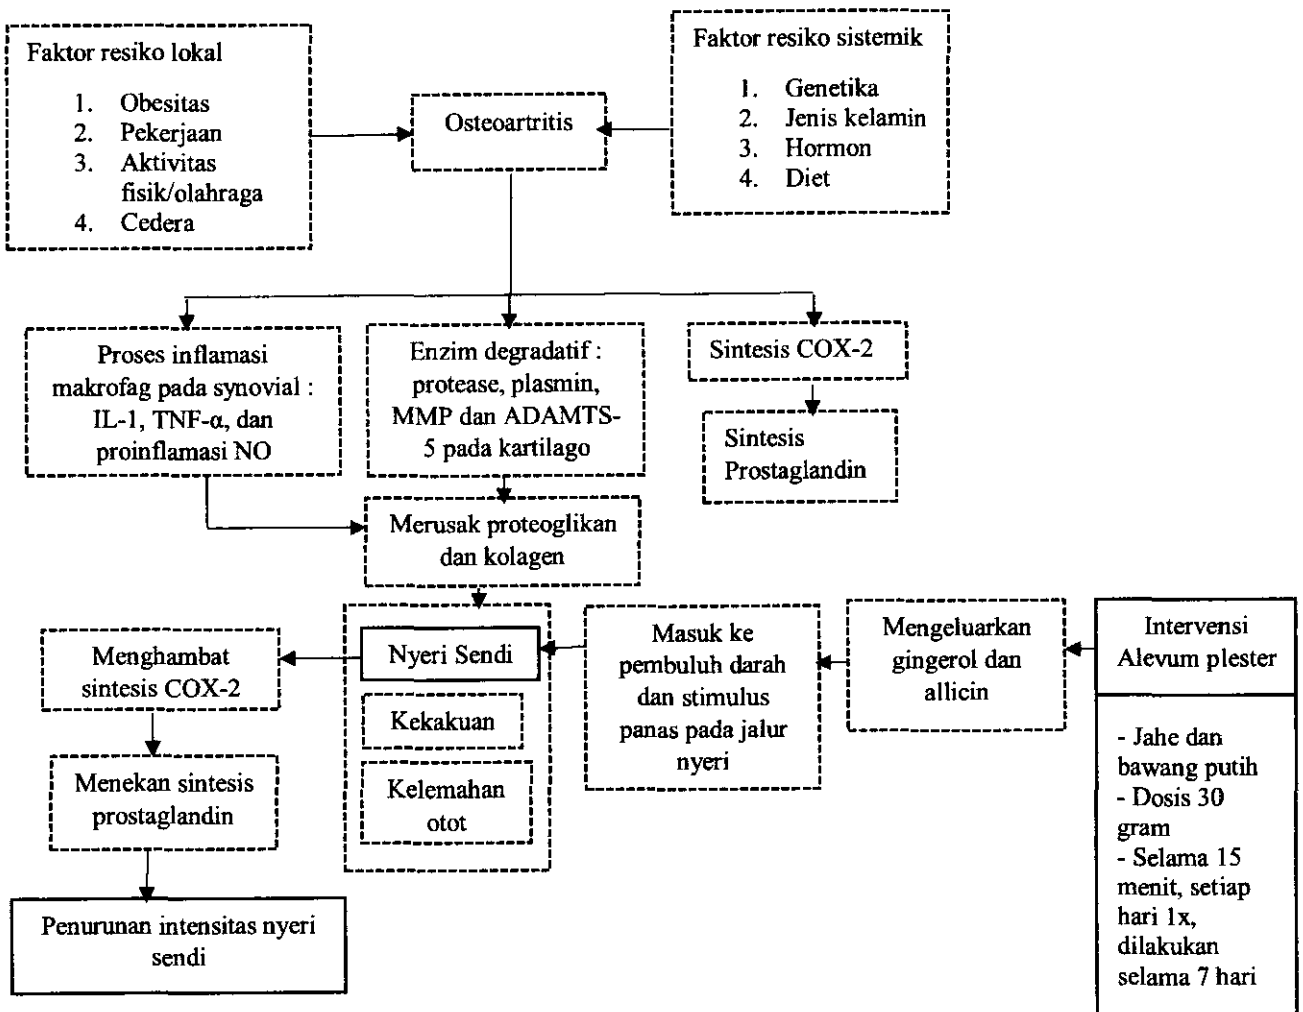 Faktor resiko lokal
1. Obesitas
2. Pekerjaan
3. Aktivitas
fisik/olahraga
4. Cedera
Osteoartritis
Faktor resiko sistemik
1. Genetika
2. Jenis kelamin
3. Hormon
4. Diet
Proses inflamasi
makrofag pada synovial :
IL-1, TNF-α, dan
proinflamasi NO
Enzim degradatif :
protease, plasmin,
MMP dan ADAMTS-
5 pada kartilago
Sintesis COX-2
Sintesis
Prostaglandin
Merusak proteoglikan
dan kolagen
Menghambat
sintesis COX-2
Nyeri Sendi
Kekakuan
Kelemahan
otot
Masuk ke
pembuluh darah
dan stimulus
panas pada jalur
nyeri
Mengeluarkan
gingerol dan
allicin
Intervensi
Alevum plester
- Jahe dan
bawang putih
- Dosis 30
gram
- Selama 15
menit, setiap
hari 1x,
dilakukan
selama 7 hari
Menekan sintesis
prostaglandin
Penurunan intensitas nyeri
sendi